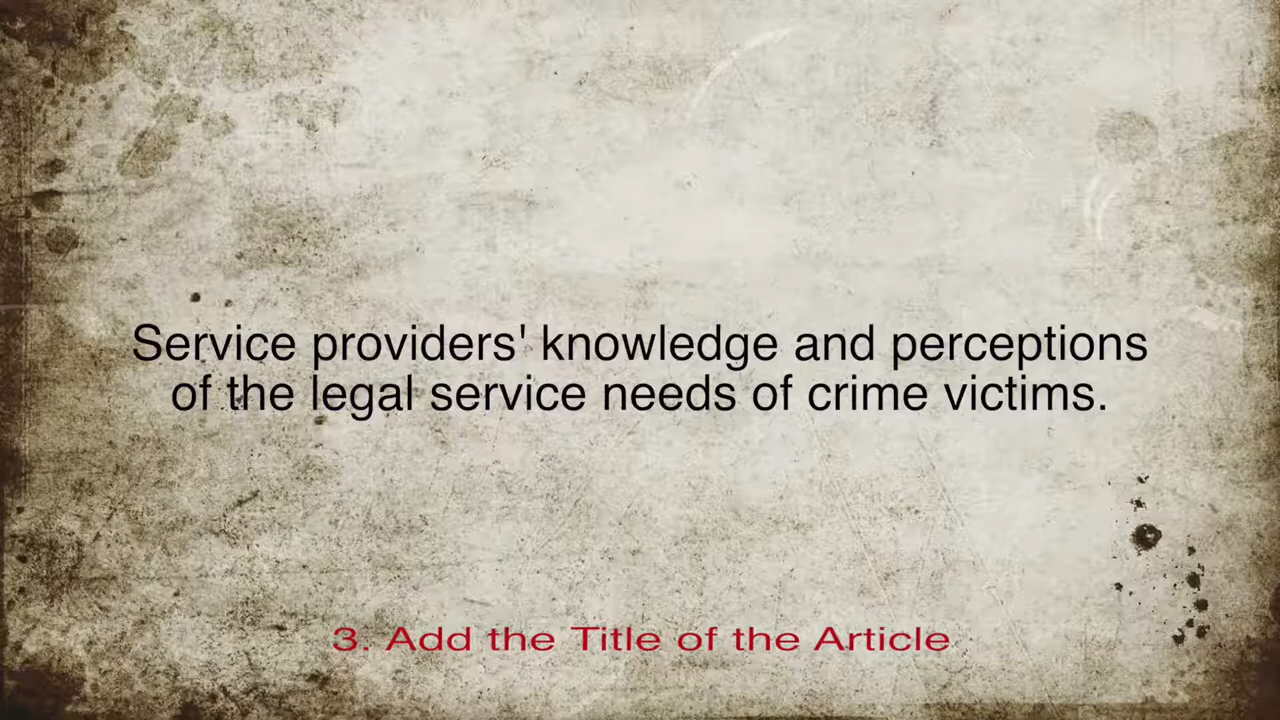 Service providers' knowledge and perceptions
of the legal service needs of crime victims.
3. Add the Title of the Article